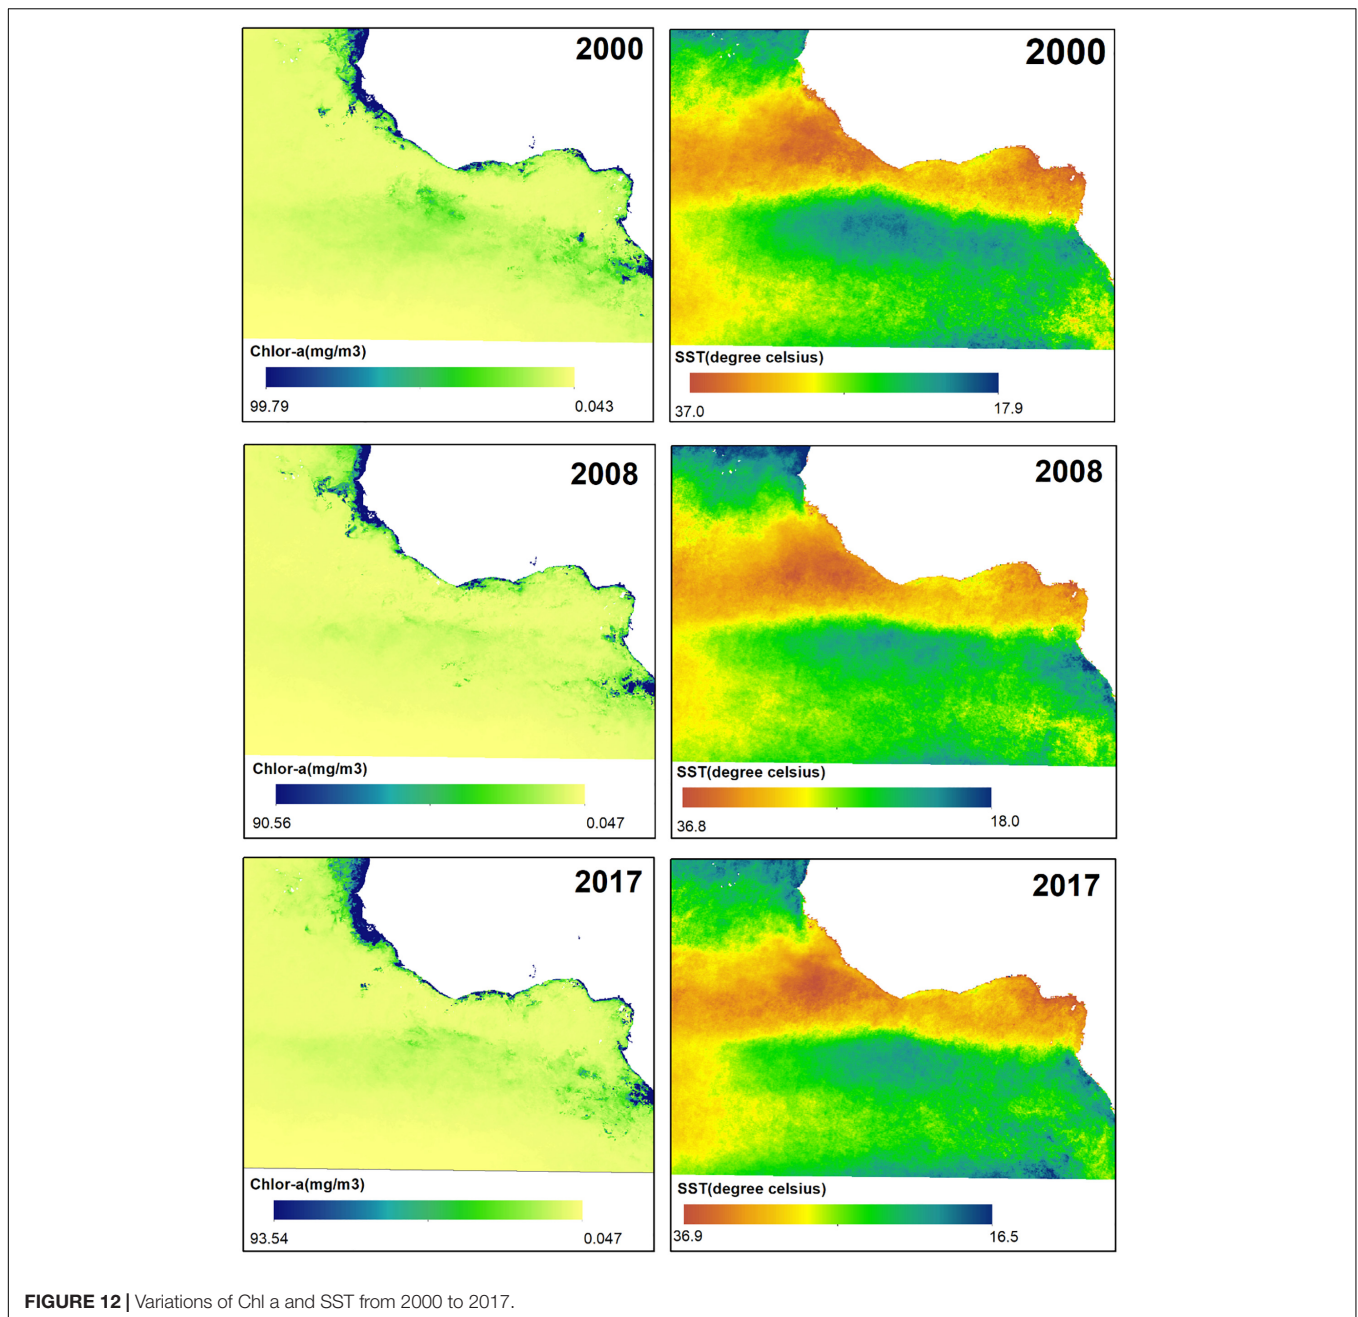 2000
Chlor-a(mg/m3)
99.79 0.043
2000
SST(degree celsius)
37.0 17.9
2008
Chlor-a(mg/m3)
90.56 0.047
2008
SST(degree celsius)
36.8 18.0
2017
Chlor-a(mg/m3)
93.54 0.047
2017
SST(degree celsius)
36.9 16.5
FIGURE 12 | Variations of Chl a and SST from 2000 to 2017.